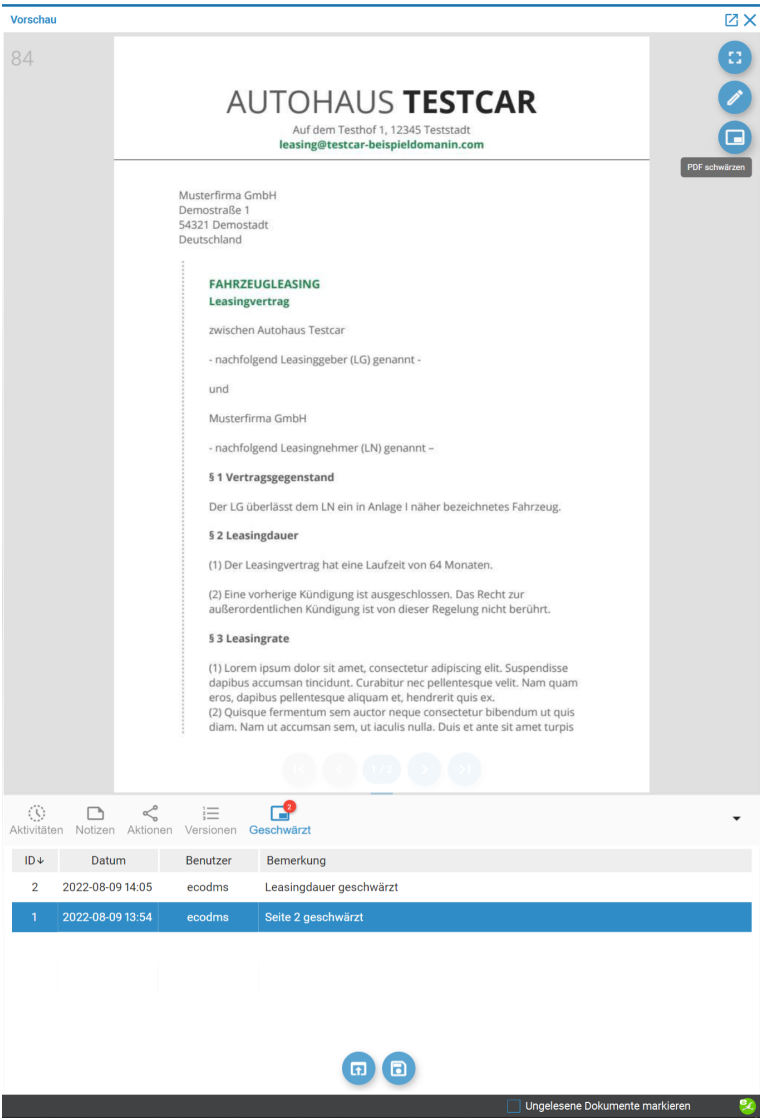 Vorschau
84
AUTOHAUS TESTCAR
Auf dem Testhof 1, 12345 Teststadt
leasing@testcar-beispieldomanin.com
PDF schwärzen
Musterfirma GmbH
Demostraße 1
54321 Demostadt
Deutschland
FAHRZEUGLEASING
Leasingvertrag
zwischen Autohaus Testcar
- nachfolgend Leasinggeber (LG) genannt -
und
Musterfirma GmbH
- nachfolgend Leasingnehmer (LN) genannt –
§ 1 Vertragsgegenstand
Der LG überlässt dem LN ein in Anlage I näher bezeichnetes Fahrzeug.
§ 2 Leasingdauer
(1) Der Leasingvertrag hat eine Laufzeit von 64 Monaten.
(2) Eine vorherige Kündigung ist ausgeschlossen. Das Recht zur
außerordentlichen Kündigung ist von dieser Regelung nicht berührt.
§ 3 Leasingrate
(1) Lorem ipsum dolor sit amet, consectetur adipiscing elit. Suspendisse
dapibus accumsan tincidunt. Curabitur nec pellentesque velit. Nam quam
eros, dapibus pellentesque aliquam et, hendrerit quis ex.
(2) Quisque fermentum sem auctor neque consectetur bibendum ut quis
diam. Nam ut accumsan sem, ut iaculis nulla. Duis et ante sit amet turpis
1 / 2
2
Aktivitäten Notizen Aktionen Versionen Geschwärzt
ID Datum Benutzer Bemerkung
2 2022-08-09 14:05 ecodms Leasingdauer geschwärzt
1 2022-08-09 13:54 ecodms Seite 2 geschwärzt
Ungelesene Dokumente markieren